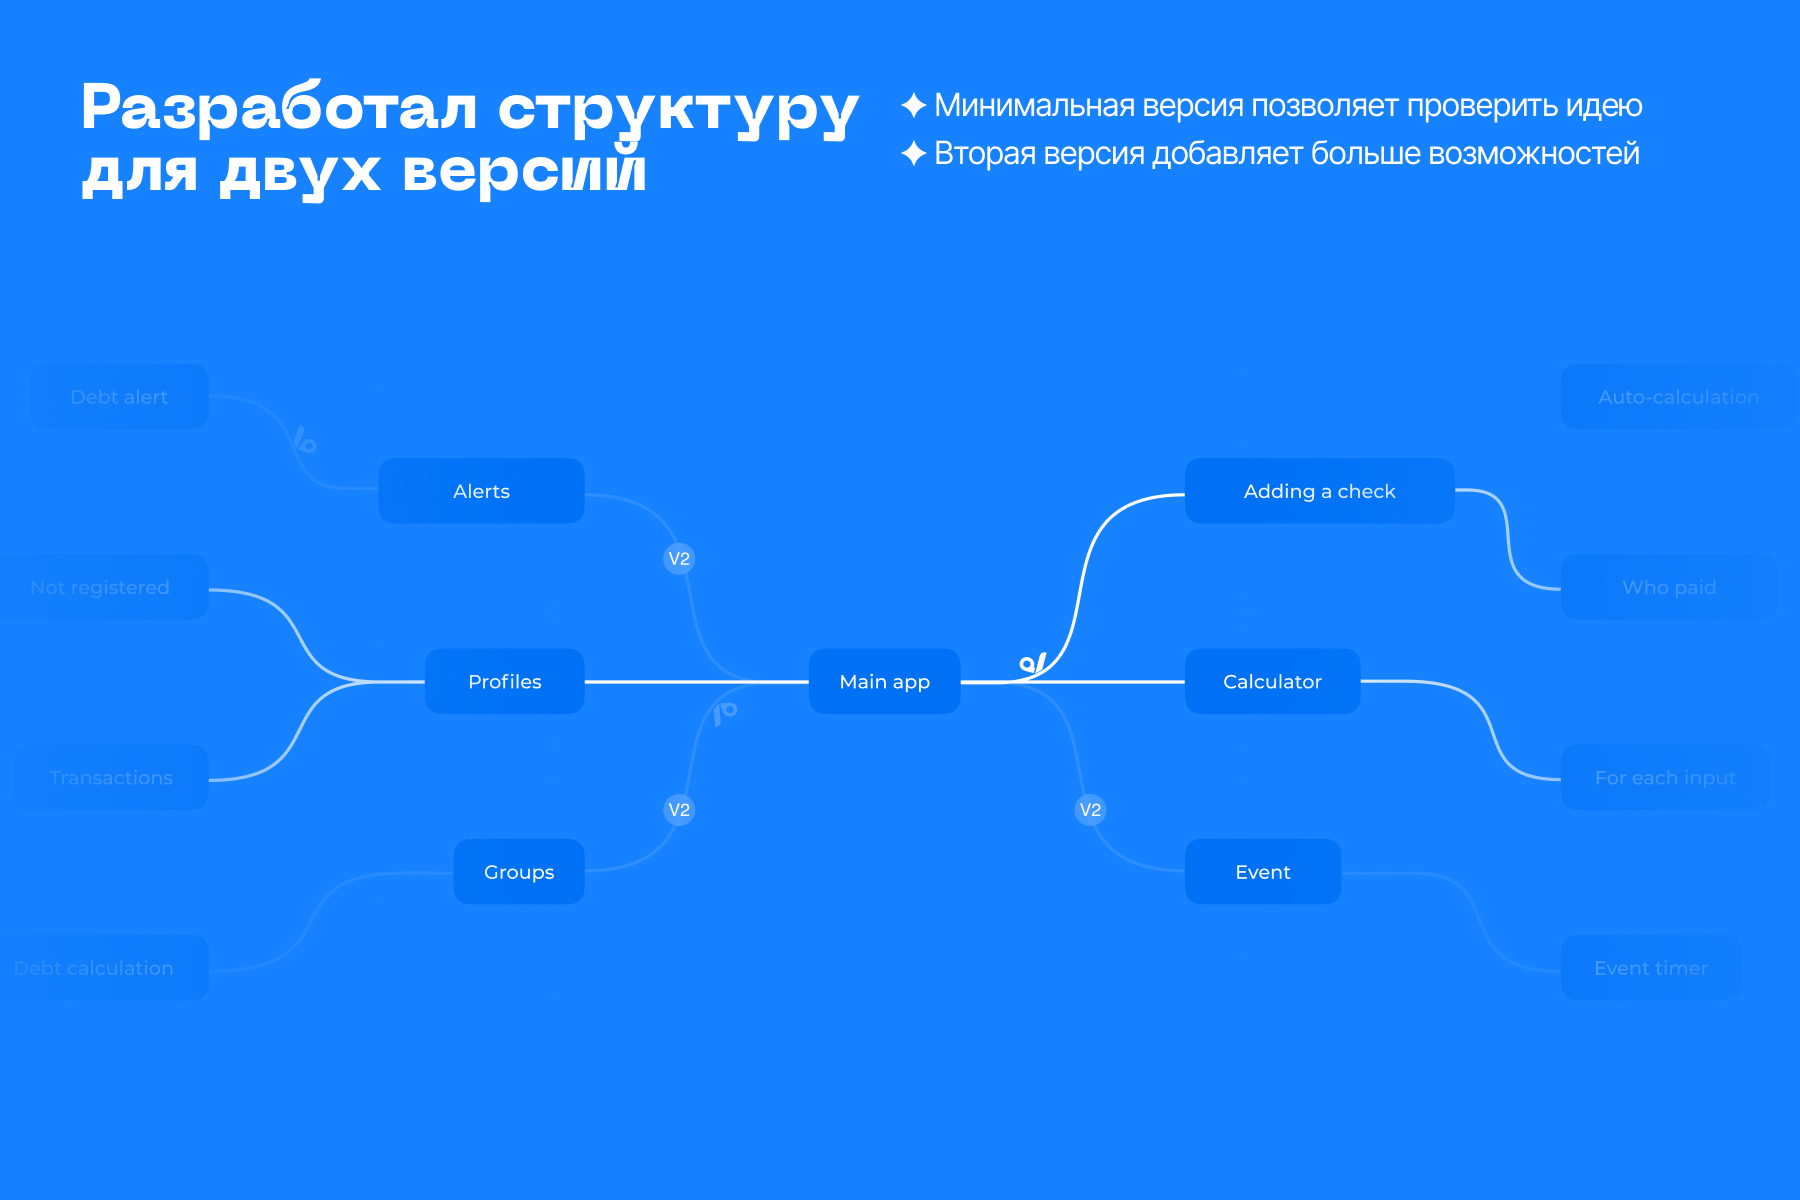 Разработал структуру
для двух версий
Минимальная версия позволяет проверить идею
Вторая версия добавляет больше возможностей
Debt alert
Auto-calculation
Alerts
Adding a check
V2
Not registered
Who paid
Profiles
Main app
Calculator
Transactions
For each input
V2
V2
Groups
Event
Debt calculation
Event timer